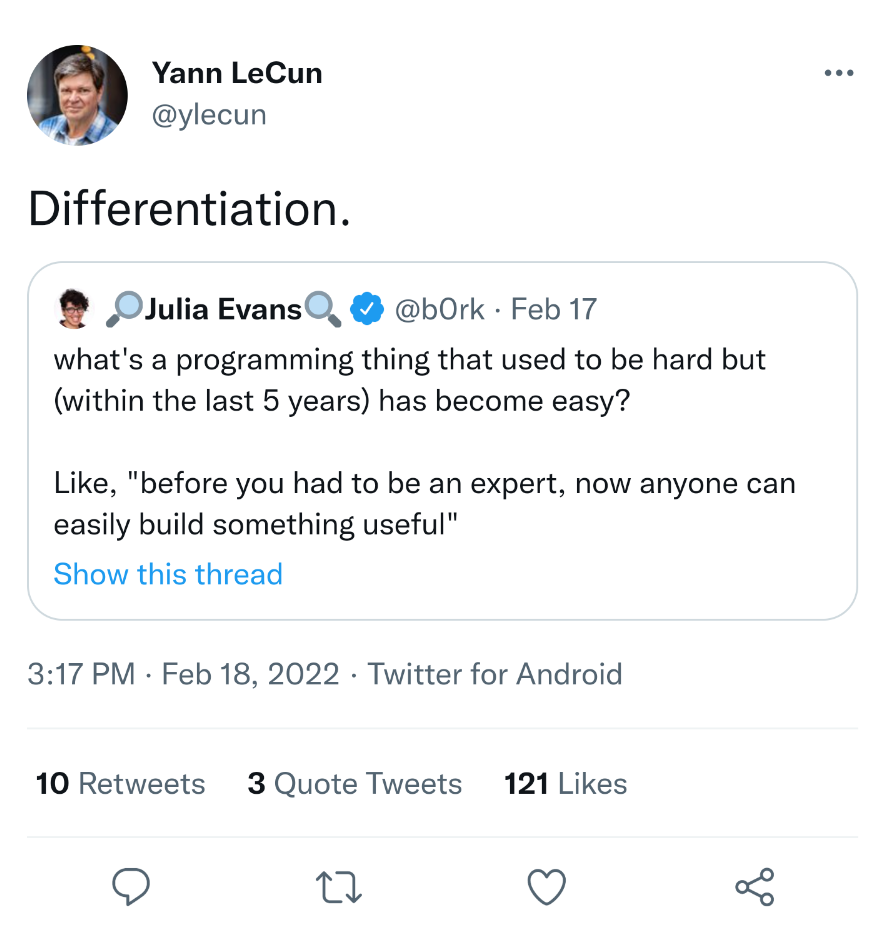 Yann LeCun
@ylecun
Differentiation.
🔎Julia Evans🔍 @b0rk · Feb 17
what's a programming thing that used to be hard but
(within the last 5 years) has become easy?
Like, "before you had to be an expert, now anyone can
easily build something useful"
Show this thread
3:17 PM · Feb 18, 2022 · Twitter for Android
10 Retweets 3 Quote Tweets 121 Likes